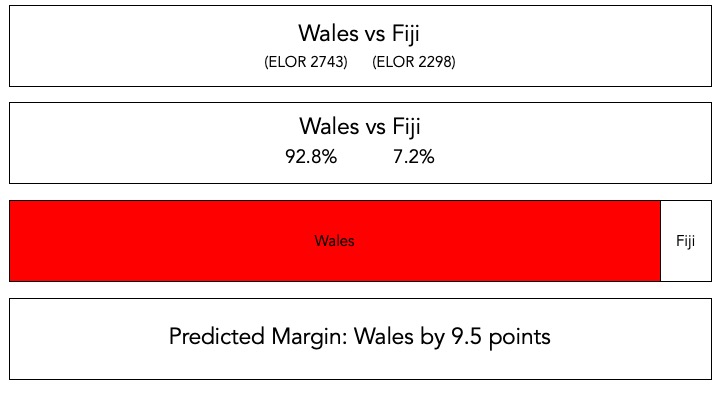 Wales vs Fiji
(ELOR 2743) (ELOR 2298)
Wales vs Fiji
92.8% 7.2%
Wales Fiji
Predicted Margin: Wales by 9.5 points